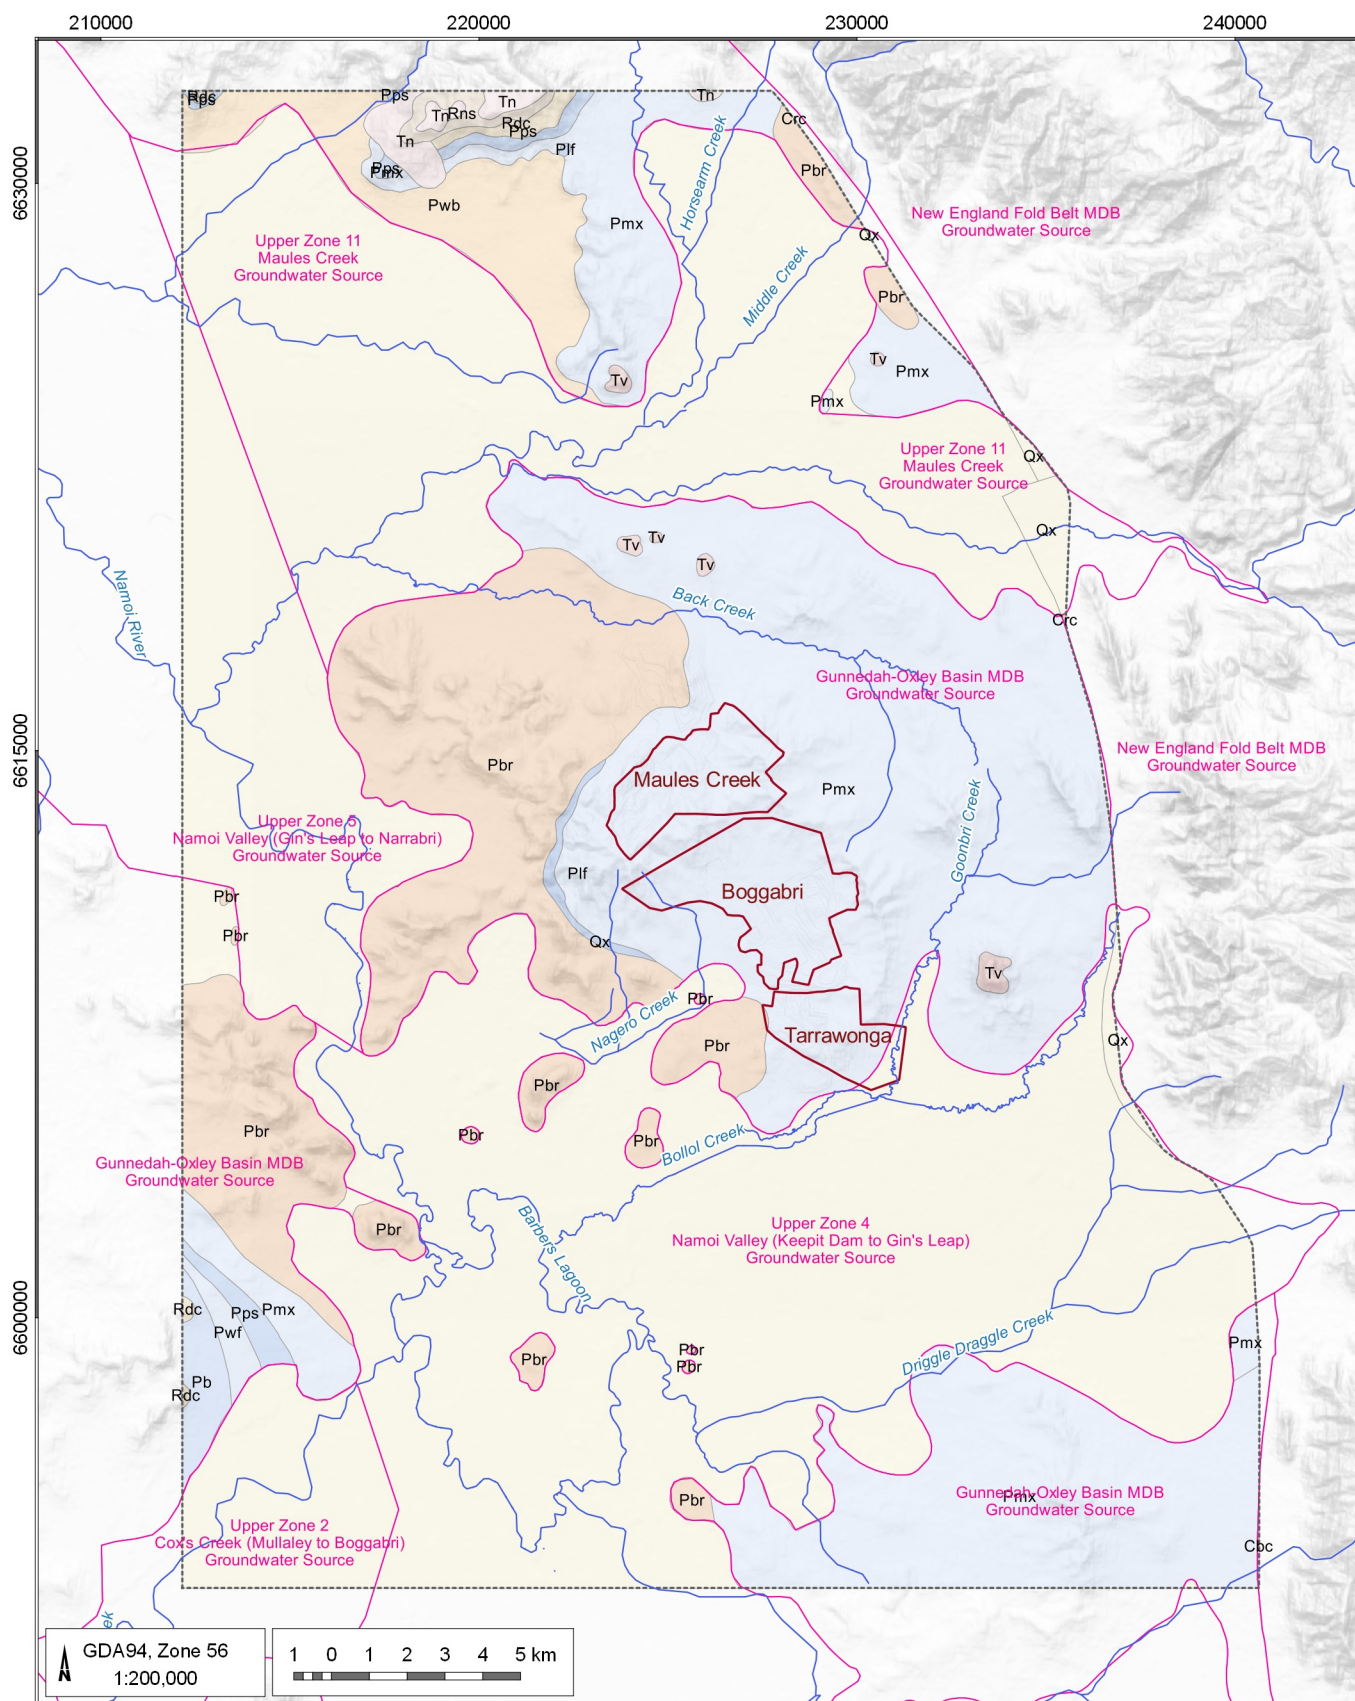 210000
220000
230000
240000
6630000
6615000
6600000
Rdc
Pps
Pps
Tn
Rns
Tn
Rdc
Pps
Tn
Plf
Pps
Pmx
Pwb
Pmx
Tn
Crc
Pbr
Qx
Horsearm Creek
Middle Creek
New England Fold Belt MDB
Groundwater Source
Upper Zone 11
Maules Creek
Groundwater Source
Pbr
Tv
Pmx
Pmx
Tv
Upper Zone 11
Maules Creek
Groundwater Source
Qx
Qx
Tv
Tv
Tv
Back Creek
Crc
Namoi River
Gunnedah-Oxley Basin MDB
Groundwater Source
New England Fold Belt MDB
Groundwater Source
Pbr
Maules Creek
Pmx
Goonbri Creek
Upper Zone 5
Namoi Valley (Gin's Leap to Narrabri)
Groundwater Source
Plf
Boggabri
Pbr
Pbr
Qx
Tv
Pbr
Nagero Creek
Tarrawonga
Pbr
Qx
Pbr
Pbr
Pbr
Pbr
Bollol Creek
Gunnedah-Oxley Basin MDB
Groundwater Source
Pbr
Barbers Lagoon
Upper Zone 4
Namoi Valley (Keepit Dam to Gin's Leap)
Groundwater Source
Rdc
Pps
Pmx
Pwf
Pb
Rdc
Pbr
Pbr
Pbr
Driggle Draggle Creek
Pmx
Pbr
Gunnedah-Oxley Basin MDB
Pmx
Groundwater Source
Cbc
Upper Zone 2
Cox's Creek (Mullaley to Boggabri)
Groundwater Source
ek
N
GDA94, Zone 56
1:200,000
1 0 1 2 3 4 5 km